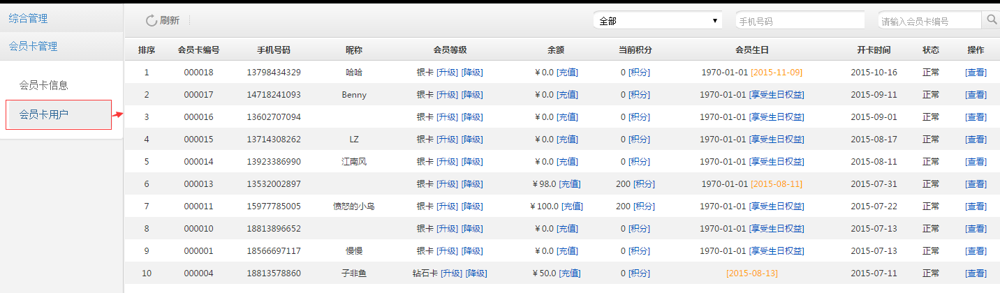 综合管理
会员卡管理
会员卡信息
会员卡用户
刷新 全部 手机号码 请输入会员卡编号
排序 会员卡编号 手机号码 昵称 会员等级 余额 当前积分 会员生日 开卡时间 状态 操作
1 000018 13798434329 哈哈 银卡 [升级] [降级] ¥0.0 [充值] 0 [积分] 1970-01-01 [2015-11-09] 2015-10-16 正常 [查看]
2 000017 14718241093 Benny 银卡 [升级] [降级] ¥0.0 [充值] 0 [积分] 1970-01-01 [享受生日权益] 2015-09-11 正常 [查看]
3 000016 13602707094 银卡 [升级] [降级] ¥0.0 [充值] 0 [积分] 1970-01-01 [享受生日权益] 2015-09-01 正常 [查看]
4 000015 13714308262 LZ 银卡 [升级] [降级] ¥0.0 [充值] 0 [积分] 1970-01-01 [享受生日权益] 2015-08-17 正常 [查看]
5 000014 13923386990 江南风 银卡 [升级] [降级] ¥0.0 [充值] 0 [积分] 1970-01-01 [享受生日权益] 2015-08-11 正常 [查看]
6 000013 13532002897 银卡 [升级] [降级] ¥98.0 [充值] 200 [积分] 1970-01-01 [2015-08-11] 2015-07-31 正常 [查看]
7 000011 15977785005 愤怒的小鸟 银卡 [升级] [降级] ¥100.0 [充值] 200 [积分] 1970-01-01 [享受生日权益] 2015-07-22 正常 [查看]
8 000010 18813896652 银卡 [升级] [降级] ¥0.0 [充值] 0 [积分] 1970-01-01 [享受生日权益] 2015-07-13 正常 [查看]
9 000001 18566697117 慢慢 银卡 [升级] [降级] ¥0.0 [充值] 0 [积分] 1970-01-01 [享受生日权益] 2015-07-13 正常 [查看]
10 000004 18813578860 子非鱼 钻石卡 [升级] [降级] ¥50.0 [充值] 0 [积分] [2015-08-13] 2015-07-11 正常 [查看]